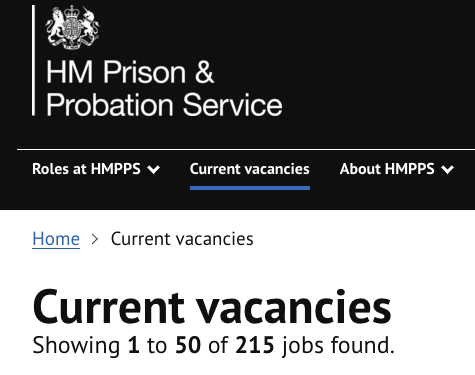 HM Prison &
Probation Service
Roles at HMPPS Current vacancies About HMPPS
Home > Current vacancies
Current vacancies
Showing 1 to 50 of 215 jobs found.